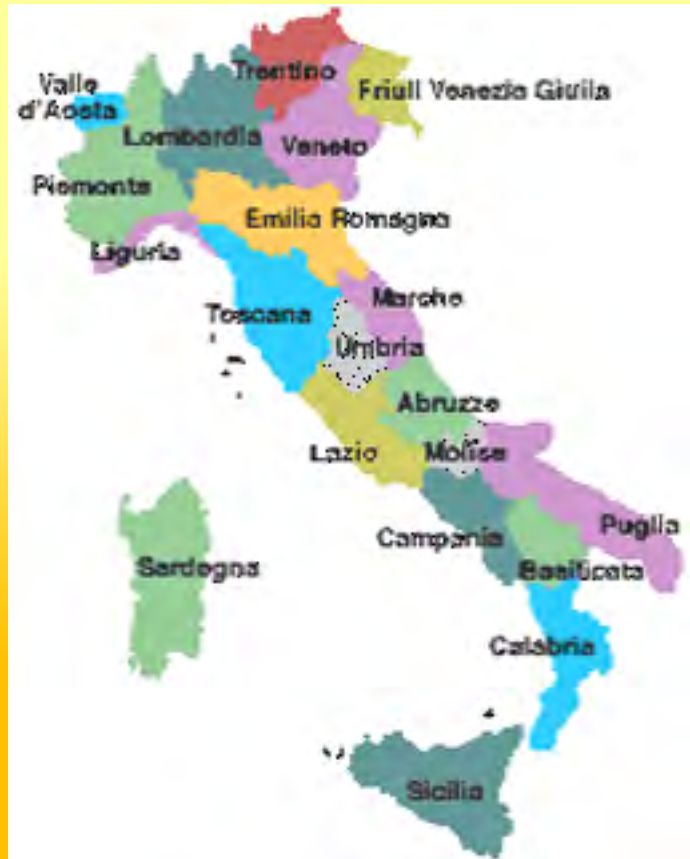 Trentino
Valle
d'Aosta
Friuli Venezia Giulia
Lombardia
Veneto
Piemonte
Emilia Romagna
Liguria
Marche
Toscana
Umbria
Abruzzo
Lazio
Molise
Puglia
Campania
Sardegna
Basilicata
Calabria
Sicilia